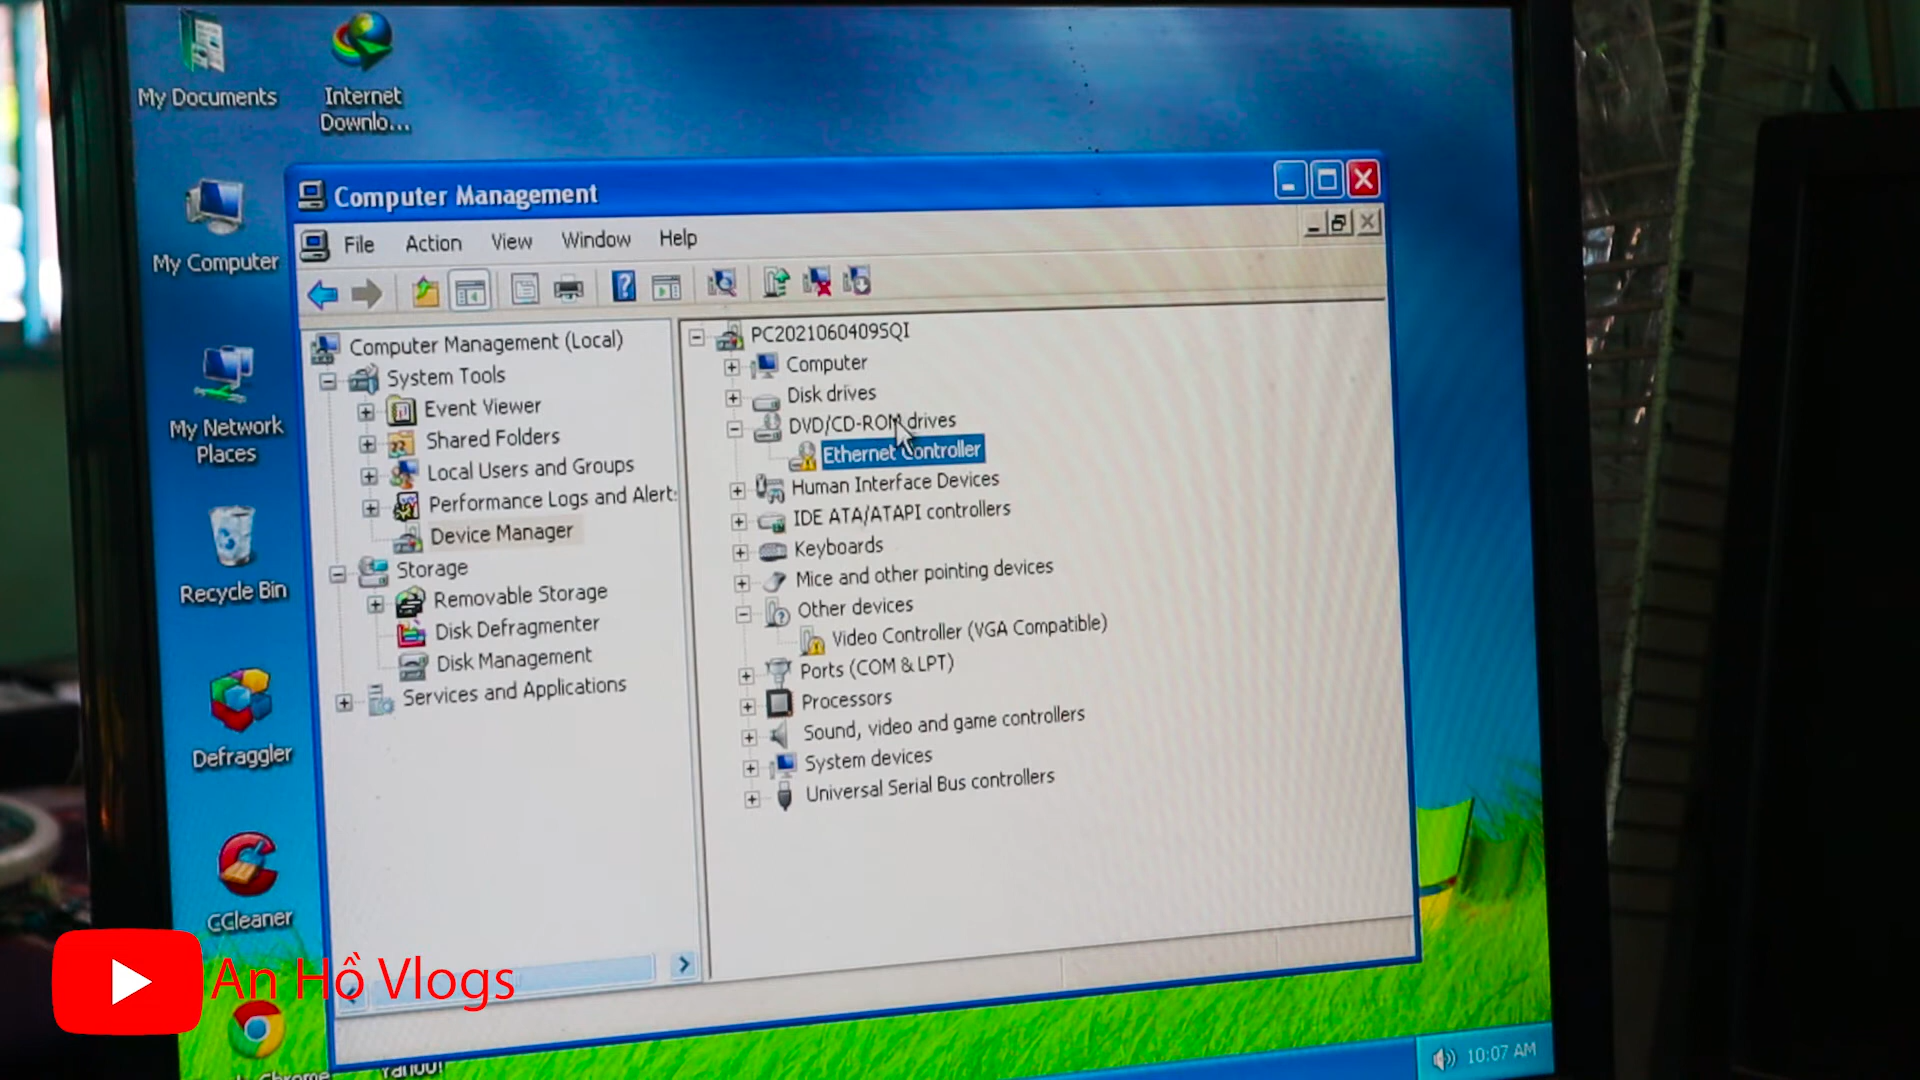 My Documents
Internet
Downlo...
My Computer
My Network
Places
Recycle Bin
Defraggler
CCleaner
Computer Management
File Action View Window Help
Computer Management (Local)
System Tools
Event Viewer
Shared Folders
Local Users and Groups
Performance Logs and Alert
Device Manager
Storage
Removable Storage
Disk Defragmenter
Disk Management
Services and Applications
PC2021060409SQI
Computer
Disk drives
DVD/CD-ROM drives
Ethernet Controller
Human Interface Devices
IDE ATA/ATAPI controllers
Keyboards
Mice and other pointing devices
Other devices
Video Controller (VGA Compatible)
Ports (COM & LPT)
Processors
Sound, video and game controllers
System devices
Universal Serial Bus controllers
An Hồ Vlogs
Chrome
Yahoo!
10:07 AM